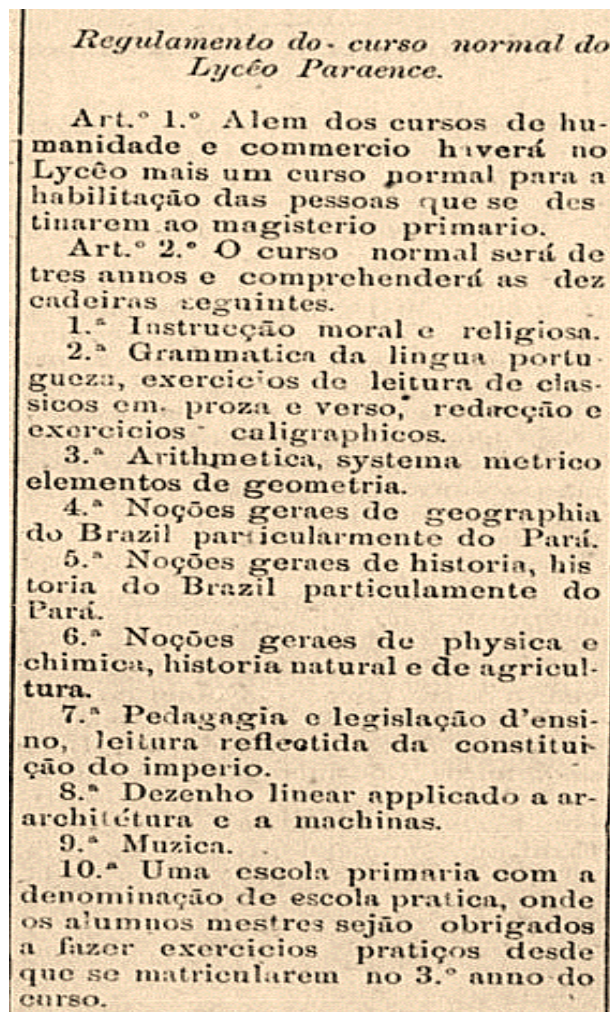 Regulamento do curso normal do
Lycêo Paraence.
Art.º 1.º Alem dos cursos de hu-
manidade e commercio haverá no
Lycêo mais um curso normal para a
habilitação das pessoas que se des
tinarem ao magisterio primario.
Art.º 2.º O curso normal será de
tres annos e comprehenderá as dez
cadeiras seguintes.
1.ª Instrucção moral e religiosa.
2.ª Grammatica da lingua portu-
gueza, exercicios de leitura de clas-
sicos em proza e verso, redacção e
exercicios caligraphicos.
3.ª Arithmetica, systema metrico
elementos de geometria.
4.ª Noções geraes de geographia
do Brazil particularmente do Pará.
5.ª Noções geraes de historia, his
toria do Brazil particulamente do
Pará.
6.ª Noções geraes de physica e
chimica, historia natural e de agricul-
tura.
7.ª Pedagagia e legislação d'ensi-
no, leitura reflectida da constitui-
ção do imperio.
8.ª Dezenho linear applicado a ar-
architétura e a machinas.
9.ª Muzica.
10.ª Uma escola primaria com a
denominação de escola pratica, onde
os alumnos mestres sejão obrigados
a fazer exercicios pratiços desde
que se matricularem no 3.º anno do
curso.